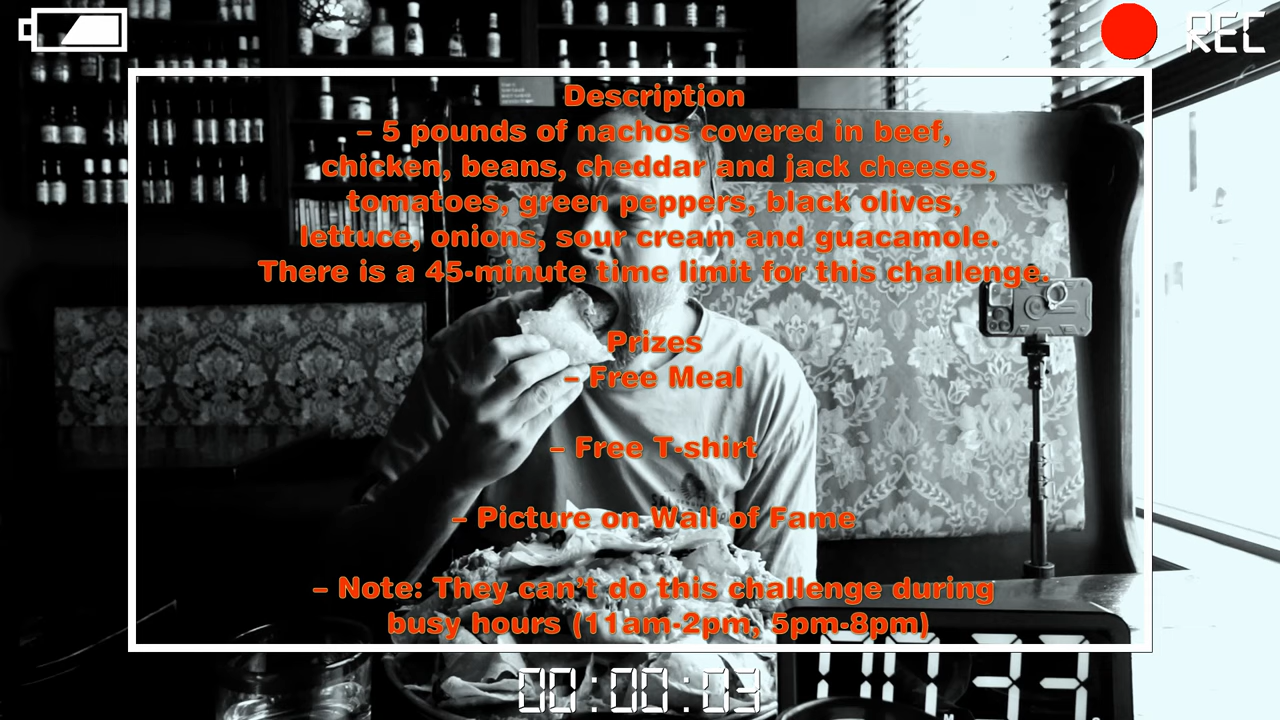 REC
Description
– 5 pounds of nachos covered in beef,
chicken, beans, cheddar and jack cheeses,
tomatoes, green peppers, black olives,
lettuce, onions, sour cream and guacamole.
There is a 45-minute time limit for this challenge.
Prizes
– Free Meal
– Free T-shirt
– Picture on Wall of Fame
– Note: They can't do this challenge during
busy hours (11am-2pm, 5pm-8pm)
00:00:03